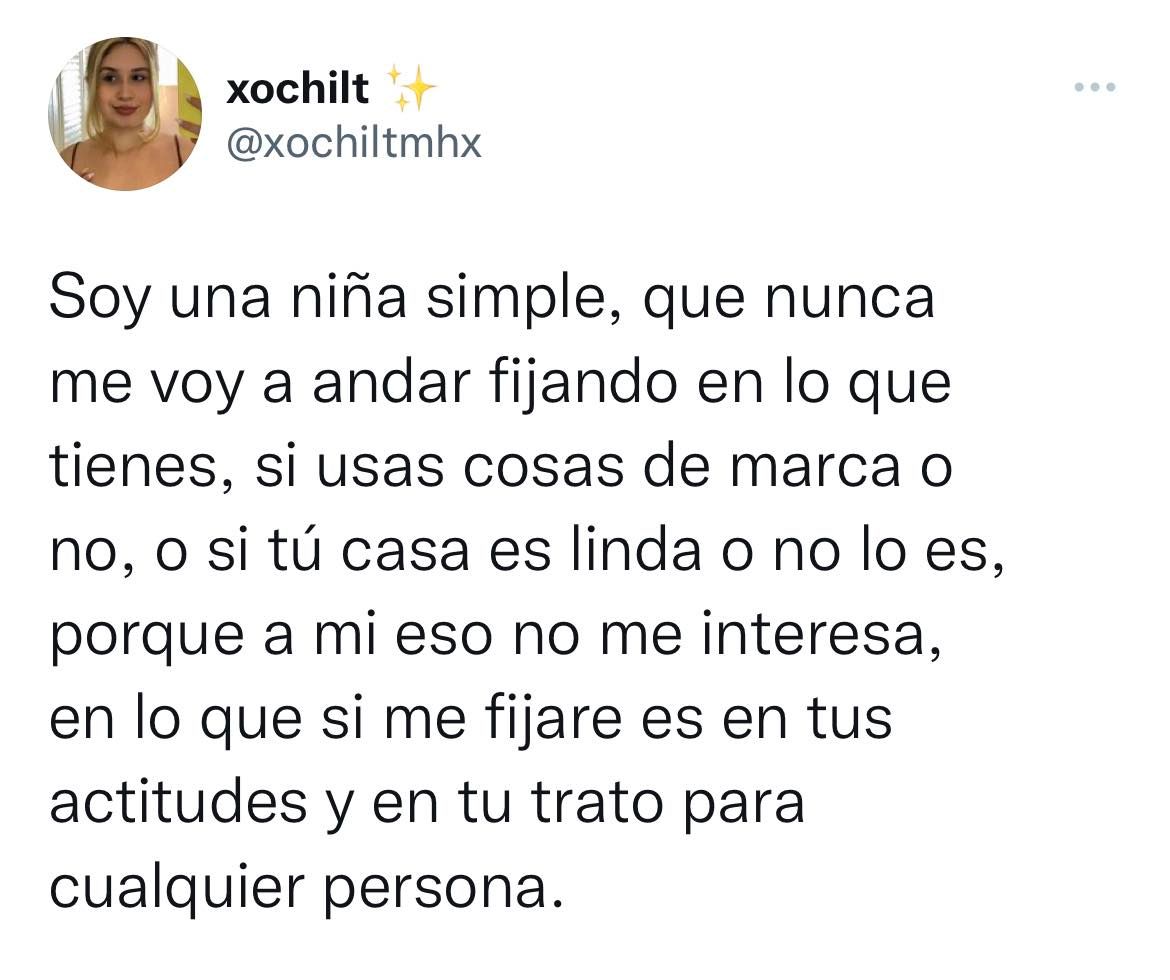 xochilt ✨
@xochiltmhx
Soy una niña simple, que nunca
me voy a andar fijando en lo que
tienes, si usas cosas de marca o
no, o si tú casa es linda o no lo es,
porque a mi eso no me interesa,
en lo que si me fijare es en tus
actitudes y en tu trato para
cualquier persona.